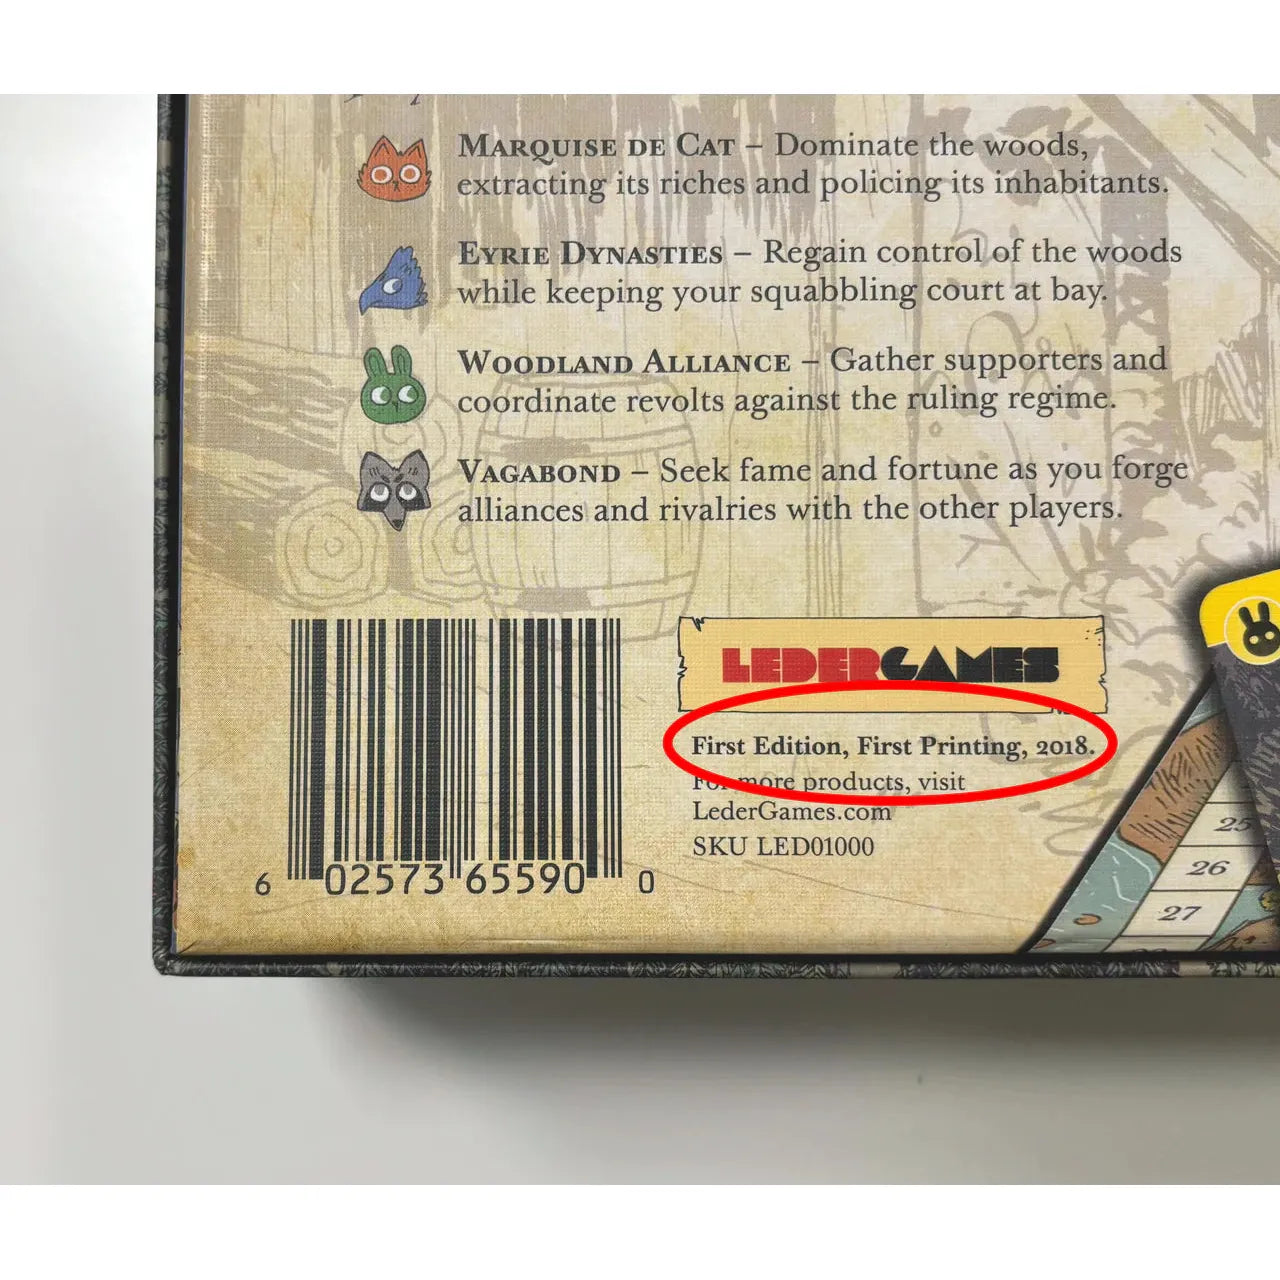 MARQUISE DE CAT – Dominate the woods,
extracting its riches and policing its inhabitants.
EYRIE DYNASTIES – Regain control of the woods
while keeping your squabbling court at bay.
WOODLAND ALLIANCE – Gather supporters and
coordinate revolts against the ruling regime.
VAGABOND – Seek fame and fortune as you forge
alliances and rivalries with the other players.
LEDERGAMES
First Edition, First Printing, 2018.
For more products, visit
LederGames.com
SKU LED01000
6 02573 65590 0
25
26
27